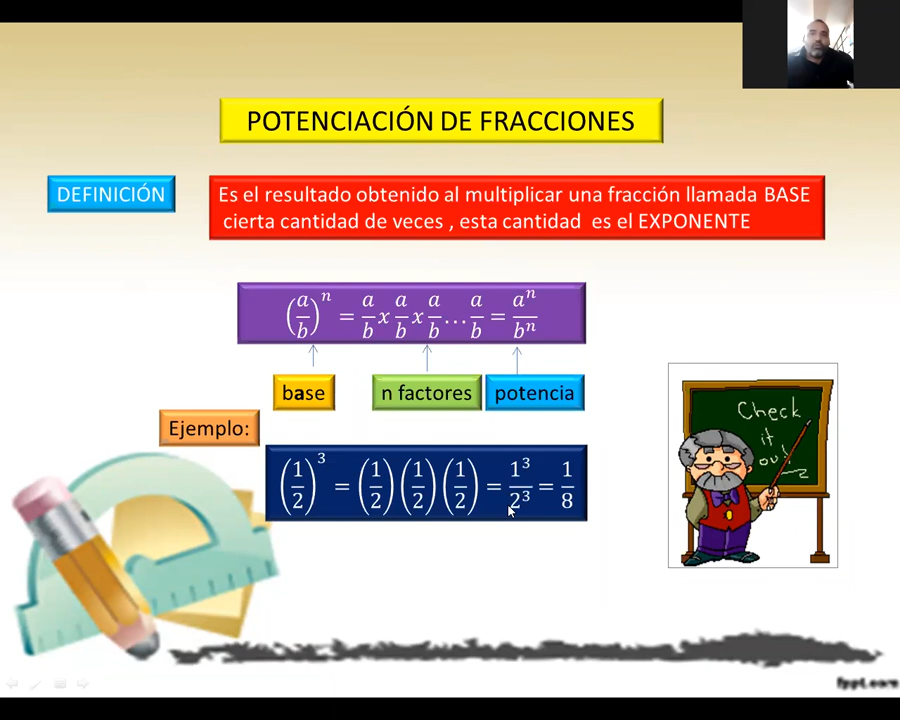 POTENCIACIÓN DE FRACCIONES
DEFINICIÓN
Es el resultado obtenido al multiplicar una fracción llamada BASE
cierta cantidad de veces , esta cantidad es el EXPONENTE
(a/b)^n = a/b x a/b x a/b ... a/b = a^n/b^n
base
n factores
potencia
Ejemplo:
(1/2)^3 = (1/2)(1/2)(1/2) = 1^3/2^3 = 1/8
Check
it
out
fppt.com